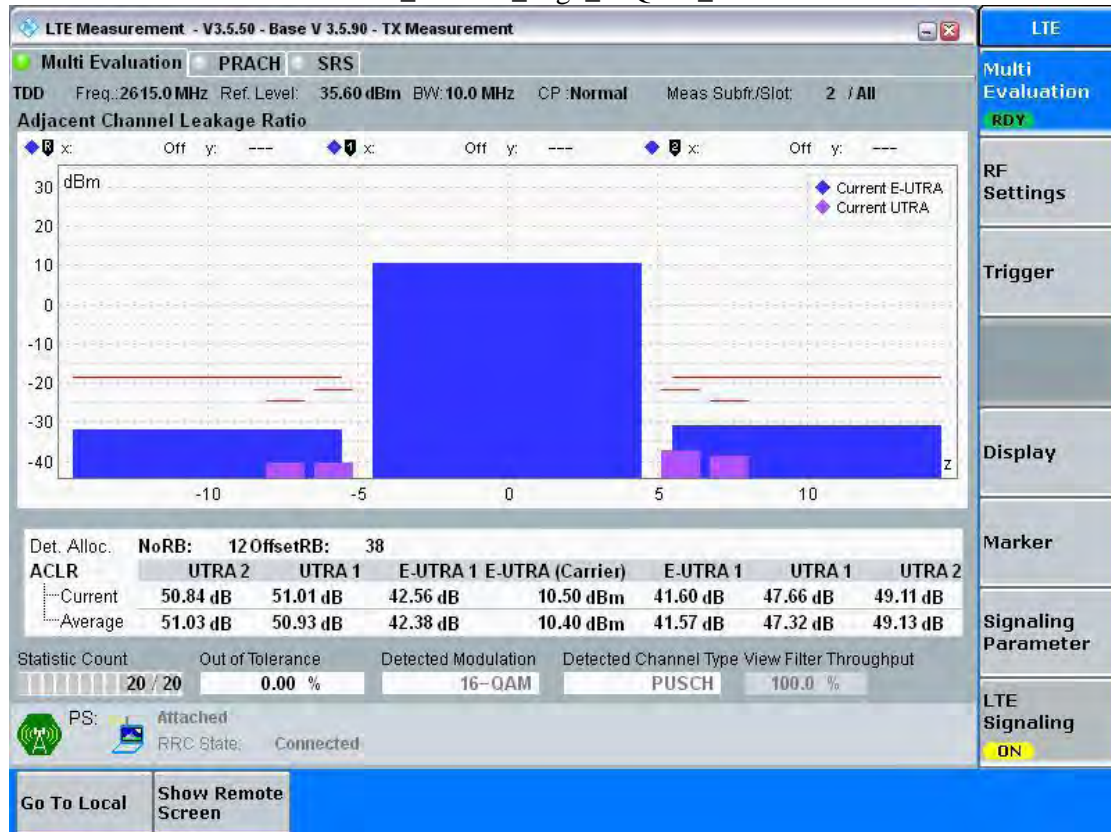 LTE Measurement - V3.5.50 - Base V 3.5.90 - TX Measurement
Multi Evaluation PRACH SRS
TDD Freq.:2615.0 MHz Ref. Level: 35.60 dBm BW:10.0 MHz CP :Normal Meas Subfr./Slot: 2 / All
Adjacent Channel Leakage Ratio
R x: Off y: --- 1 x: Off y: --- 2 x: Off y: ---
dBm
Current E-UTRA
Current UTRA
30
20
10
0
-10
-20
-30
-40
z
-10 -5 0 5 10
Det. Alloc. NoRB: 12 OffsetRB: 38
ACLR UTRA 2 UTRA 1 E-UTRA 1 E-UTRA (Carrier) E-UTRA 1 UTRA 1 UTRA 2
Current 50.84 dB 51.01 dB 42.56 dB 10.50 dBm 41.60 dB 47.66 dB 49.11 dB
Average 51.03 dB 50.93 dB 42.38 dB 10.40 dBm 41.57 dB 47.32 dB 49.13 dB
Statistic Count Out of Tolerance Detected Modulation Detected Channel Type View Filter Throughput
20 / 20 0.00 % 16-QAM PUSCH 100.0 %
PS: Attached
RRC State: Connected
Go To Local
Show Remote
Screen
LTE
Multi
Evaluation
RDY
RF
Settings
Trigger
Display
Marker
Signaling
Parameter
LTE
Signaling
ON